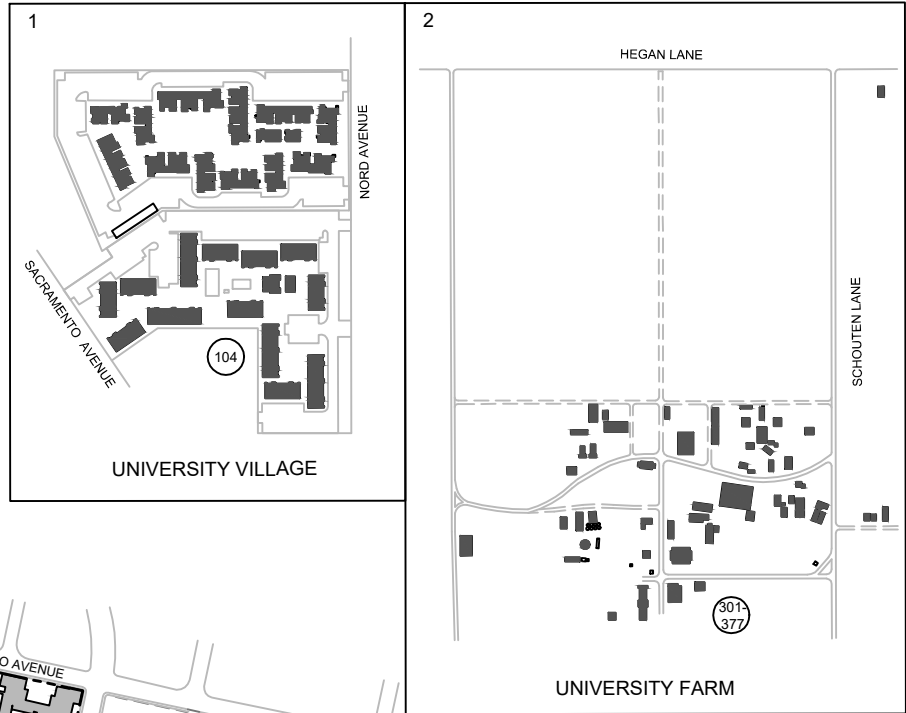 1
NORD AVENUE
SACRAMENTO AVENUE
104
UNIVERSITY VILLAGE
2
HEGAN LANE
SCHOUTEN LANE
301-
377
UNIVERSITY FARM
O AVENUE